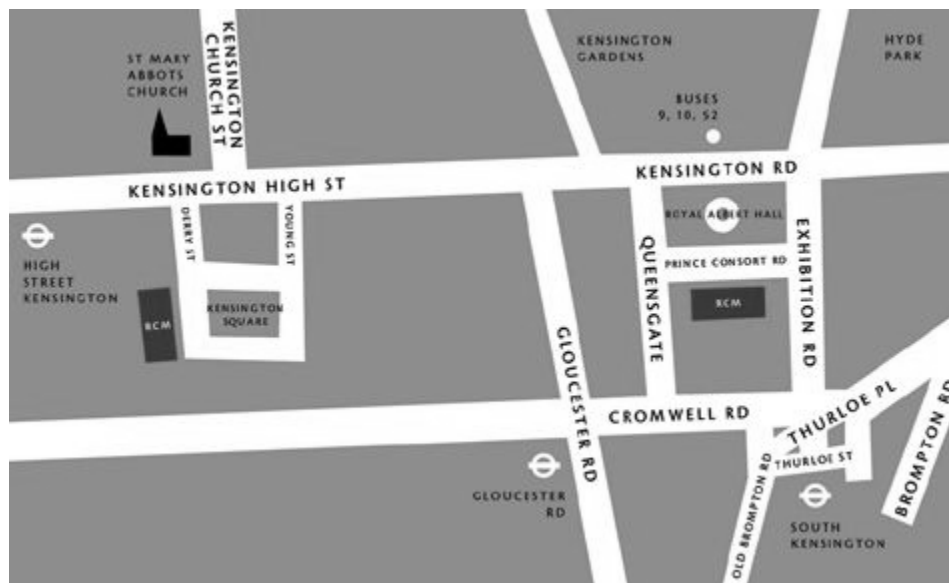 KENSINGTON
CHURCH ST
ST MARY
ABBOTS
CHURCH
KENSINGTON
GARDENS
HYDE
PARK
BUSES
9, 10, 52
KENSINGTON HIGH ST
KENSINGTON RD
DERRY ST
YOUNG ST
ROYAL ALBERT HALL
HIGH
STREET
KENSINGTON
QUEENSGATE
PRINCE CONSORT RD
EXHIBITION RD
RCM
KENSINGTON
SQUARE
RCM
GLOUCESTER RD
CROMWELL RD
THURLOE PL
BROMPTON RD
THURLOE ST
OLD BROMPTON RD
GLOUCESTER
RD
SOUTH
KENSINGTON